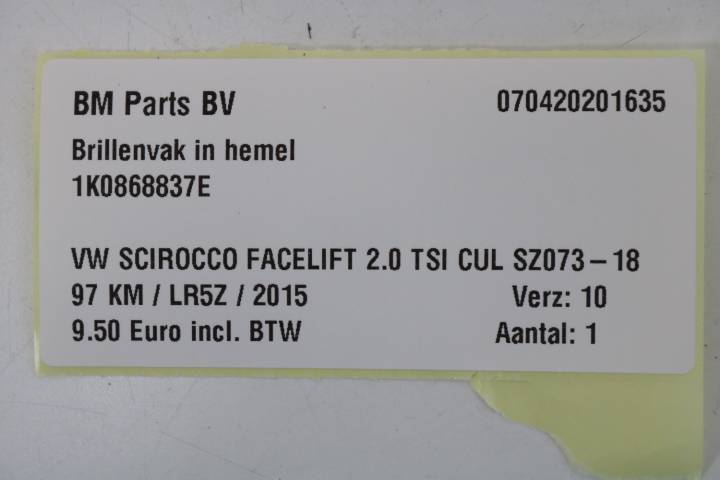 BM Parts BV 070420201635
Brillenvak in hemel
1K0868837E
VW SCIROCCO FACELIFT 2.0 TSI CUL SZ073-18
97 KM / LR5Z / 2015 Verz: 10
9.50 Euro incl. BTW Aantal: 1